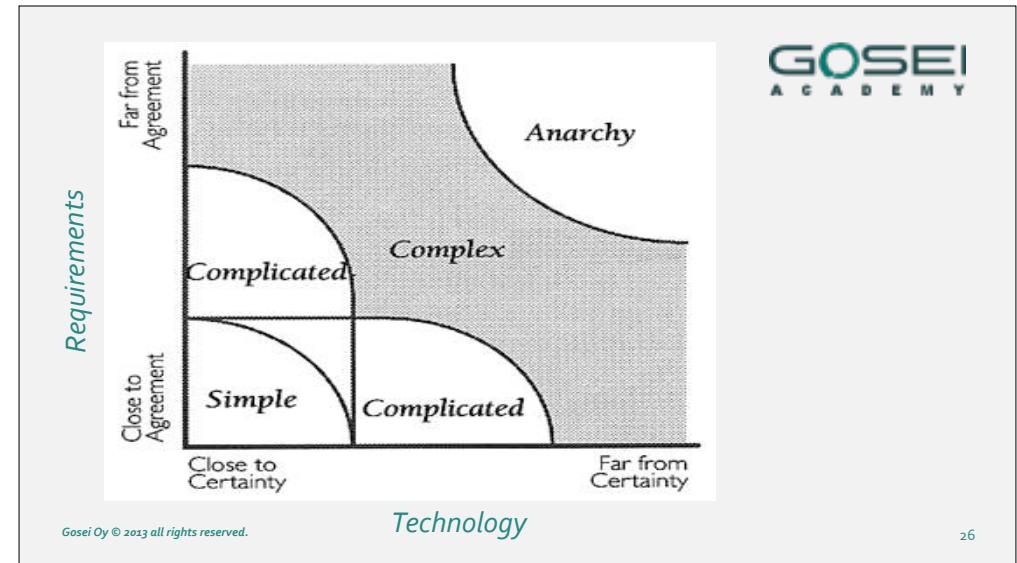 GOSEI
ACADEMY
Far from
Agreement
Anarchy
Requirements
Complex
Complicated
Close to
Agreement
Simple
Complicated
Close to
Certainty
Far from
Certainty
Technology
Gosei Oy © 2013 all rights reserved.
26